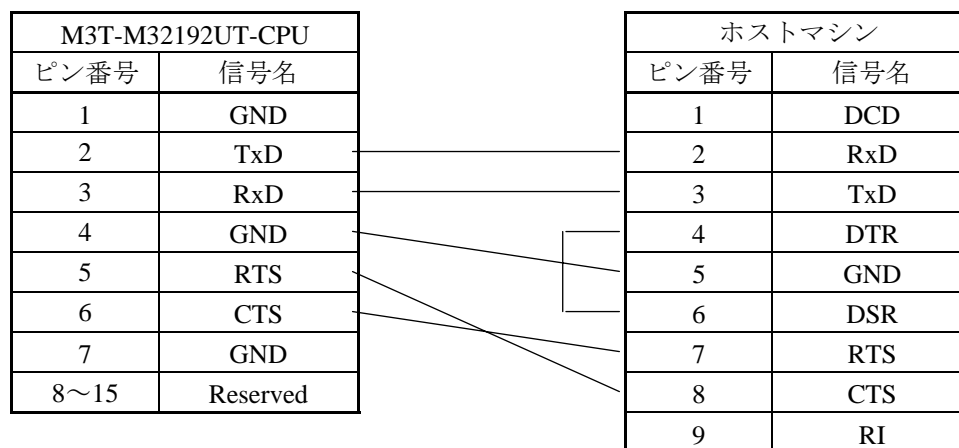 M3T-M32192UT-CPU
ピン番号 信号名
1 GND
2 TxD
3 RxD
4 GND
5 RTS
6 CTS
7 GND
8～15 Reserved
ホストマシン
ピン番号 信号名
1 DCD
2 RxD
3 TxD
4 DTR
5 GND
6 DSR
7 RTS
8 CTS
9 RI